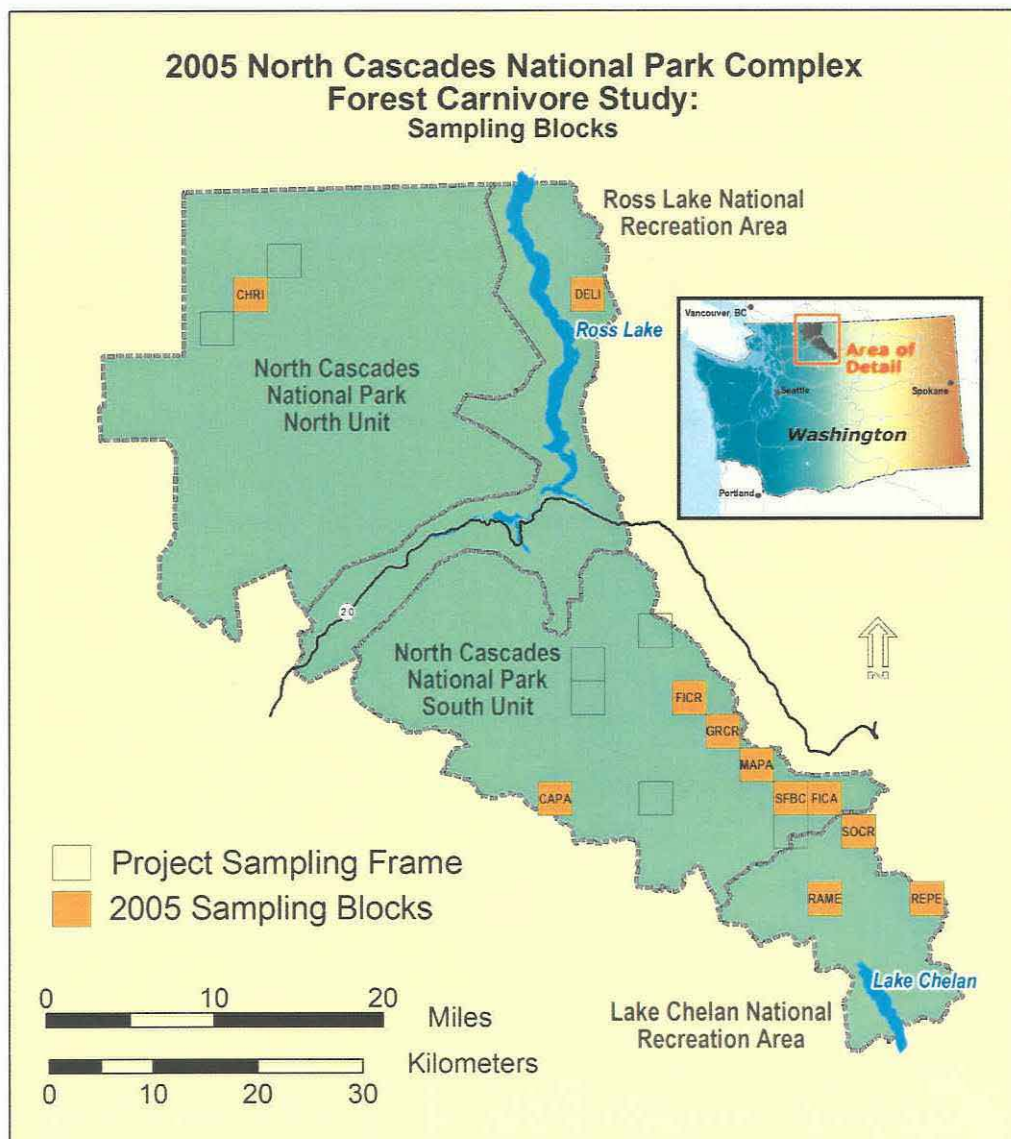 2005 North Cascades National Park Complex
Forest Carnivore Study:
Sampling Blocks
Ross Lake National
Recreation Area
CHRI
DELI
Ross Lake
Vancouver, BC
Area of
Detail
Seattle
Spokane
Washington
Portland
North Cascades
National Park
North Unit
20
North Cascades
National Park
South Unit
FICR
GRCR
MAPA
CAPA
SFBC
FICA
SOCR
RAME
REPE
Project Sampling Frame
2005 Sampling Blocks
Lake Chelan
Lake Chelan National
Recreation Area
0 10 20
Miles
Kilometers
0 10 20 30